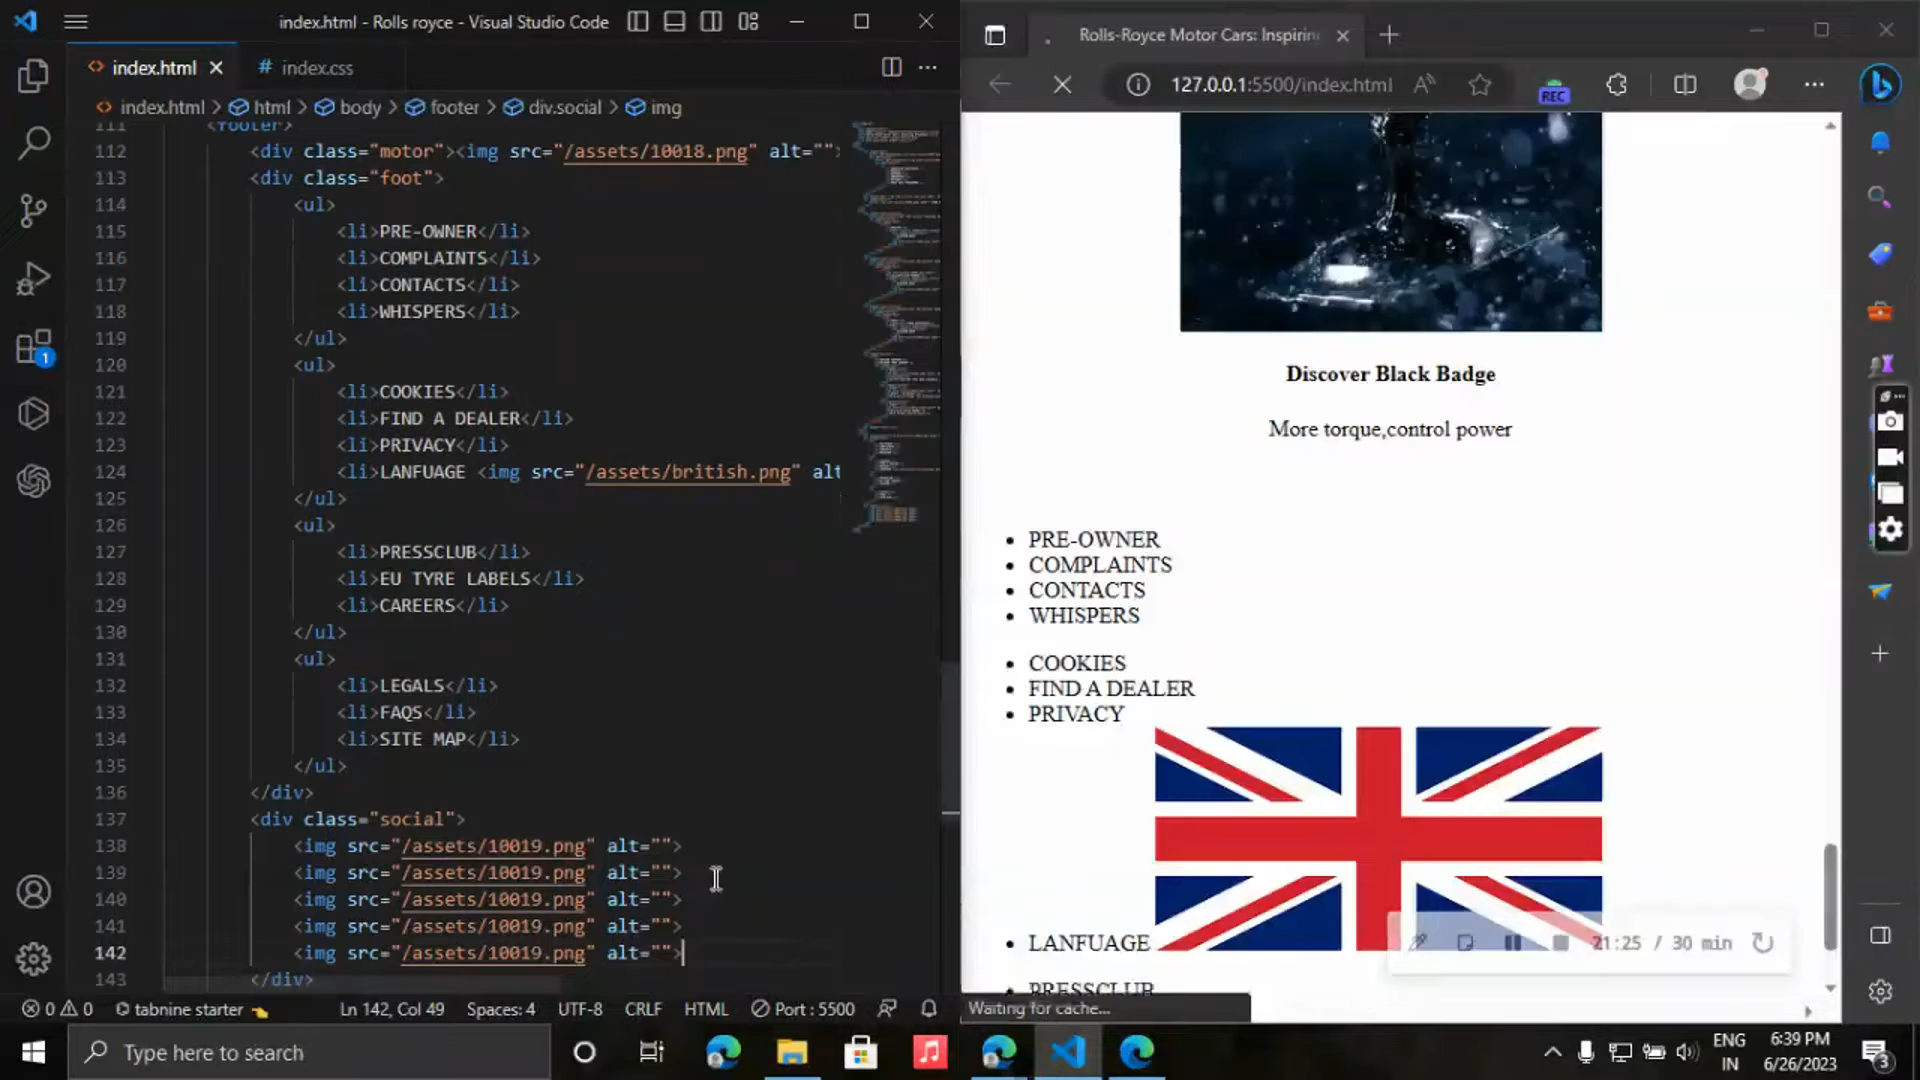 index.html - Rolls royce - Visual Studio Code
index.html
# index.css
index.html > html > body > footer > div.social > img
111 <footer>
112 <div class="motor"><img src="/assets/10018.png" alt="">
113 <div class="foot">
114 <ul>
115 <li>PRE-OWNER</li>
116 <li>COMPLAINTS</li>
117 <li>CONTACTS</li>
118 <li>WHISPERS</li>
119 </ul>
120 <ul>
121 <li>COOKIES</li>
122 <li>FIND A DEALER</li>
123 <li>PRIVACY</li>
124 <li>LANFUAGE <img src="/assets/british.png" alt
125 </ul>
126 <ul>
127 <li>PRESSCLUB</li>
128 <li>EU TYRE LABELS</li>
129 <li>CAREERS</li>
130 </ul>
131 <ul>
132 <li>LEGALS</li>
133 <li>FAQS</li>
134 <li>SITE MAP</li>
135 </ul>
136 </div>
137 <div class="social">
138 <img src="/assets/10019.png" alt="">
139 <img src="/assets/10019.png" alt="">
140 <img src="/assets/10019.png" alt="">
141 <img src="/assets/10019.png" alt="">
142 <img src="/assets/10019.png" alt="">
143 </div>
1
0 0 tabnine starter Ln 142, Col 49 Spaces: 4 UTF-8 CRLF HTML Port : 5500
Rolls-Royce Motor Cars: Inspirin
127.0.0.1:5500/index.html
REC
Discover Black Badge
More torque,control power
• PRE-OWNER
• COMPLAINTS
• CONTACTS
• WHISPERS
• COOKIES
• FIND A DEALER
• PRIVACY
• LANFUAGE
• PRESSCLUB
21:25 / 30 min
Waiting for cache...
Type here to search
ENG
IN
6:39 PM
6/26/2023
3